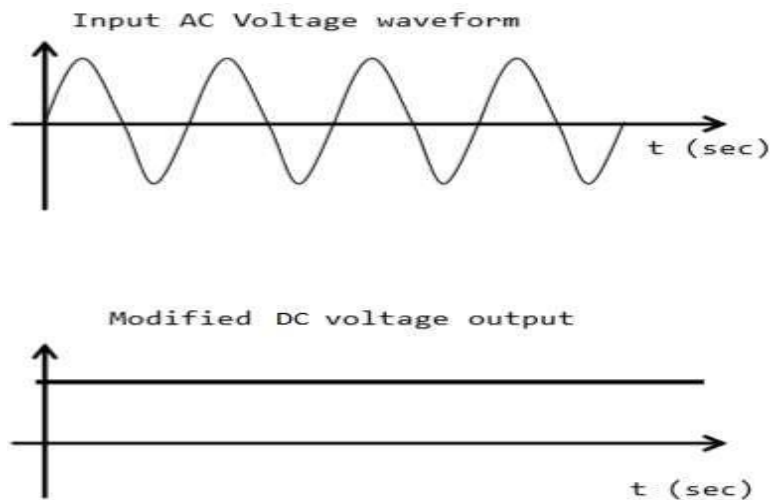 Input AC Voltage waveform
t (sec)
Modified DC voltage output
t (sec)